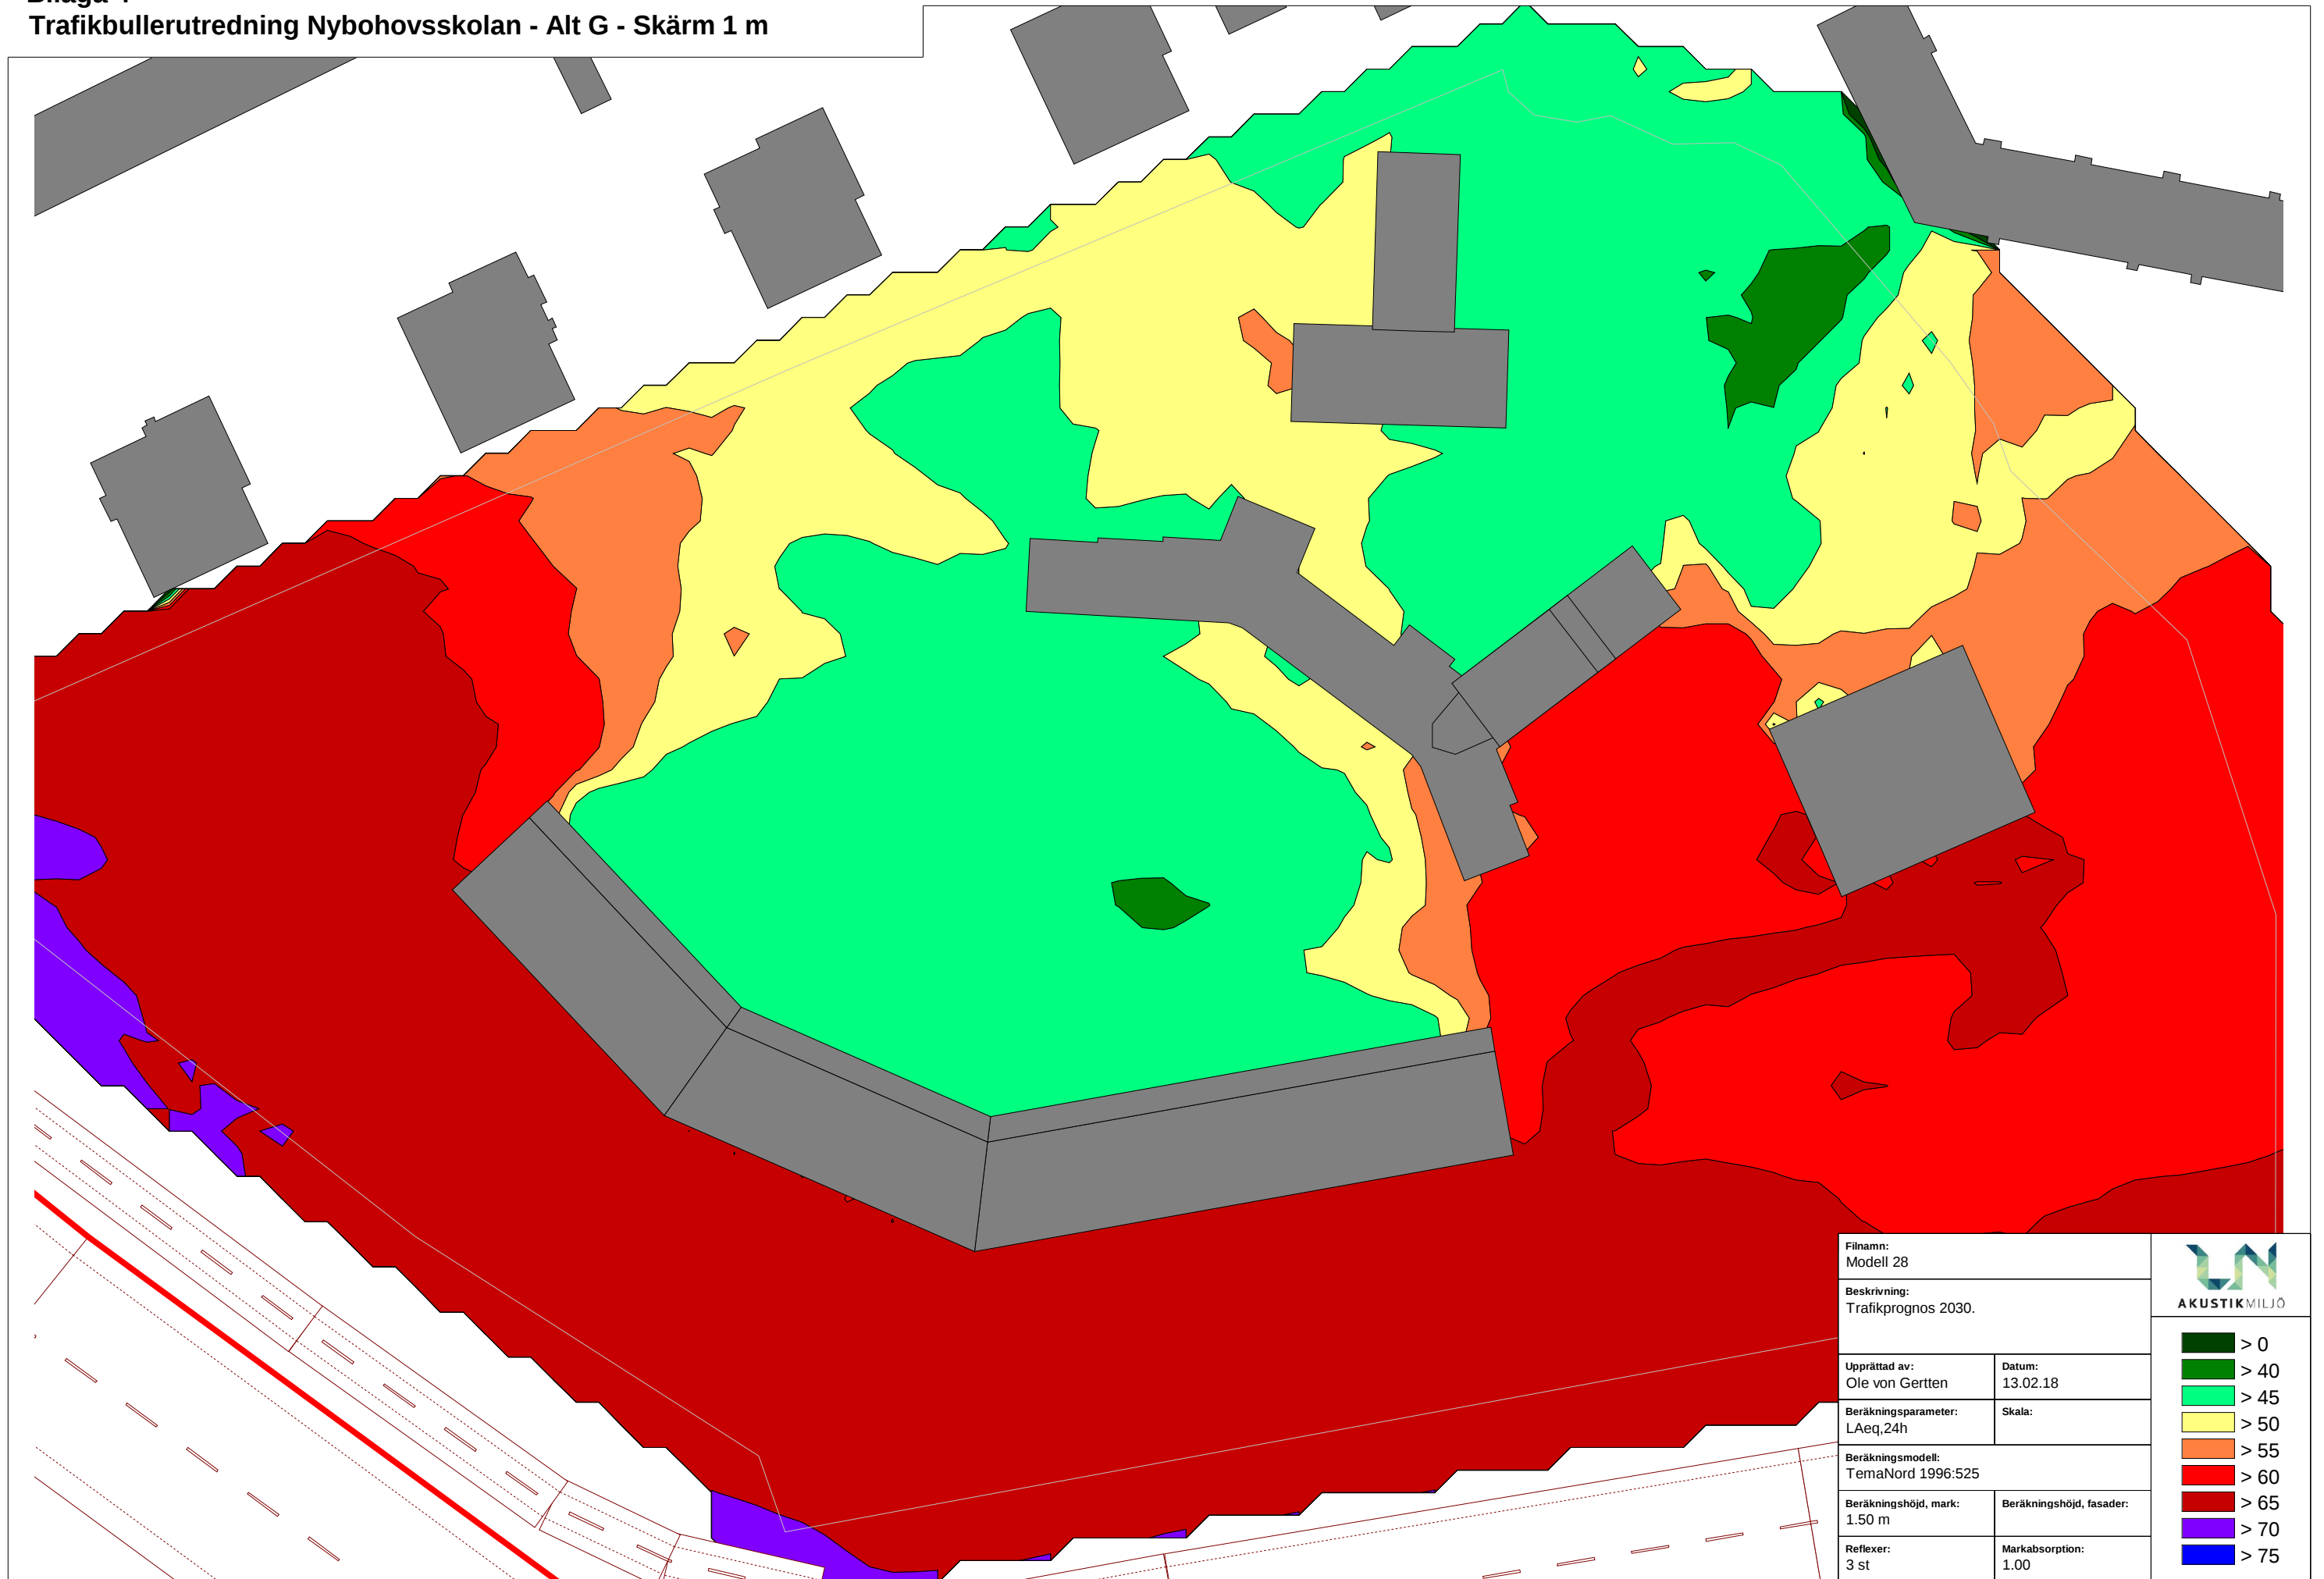 Trafikbullerutredning Nybohovsskolan - Alt G - Skärm 1 m
Filnamn:
Modell 28
Beskrivning:
Trafikprognos 2030.
Upprättad av:
Ole von Gertten
Datum:
13.02.18
Beräkningsparameter:
LAeq,24h
Skala:
Beräkningsmodell:
TemaNord 1996:525
Beräkningshöjd, mark:
1.50 m
Beräkningshöjd, fasader:
Reflexer:
3 st
Markabsorption:
1.00
AKUSTIKMILJÖ
> 0
> 40
> 45
> 50
> 55
> 60
> 65
> 70
> 75